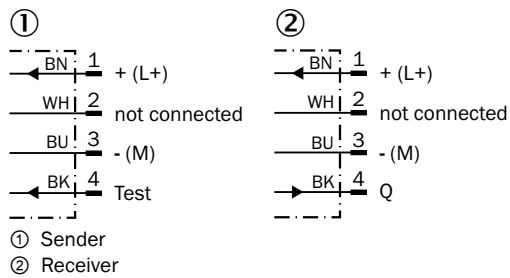 ① ②
BN 1 + (L+) BN 1 + (L+)
WH 2 not connected WH 2 not connected
BU 3 - (M) BU 3 - (M)
BK 4 Test BK 4 Q
① Sender
② Receiver